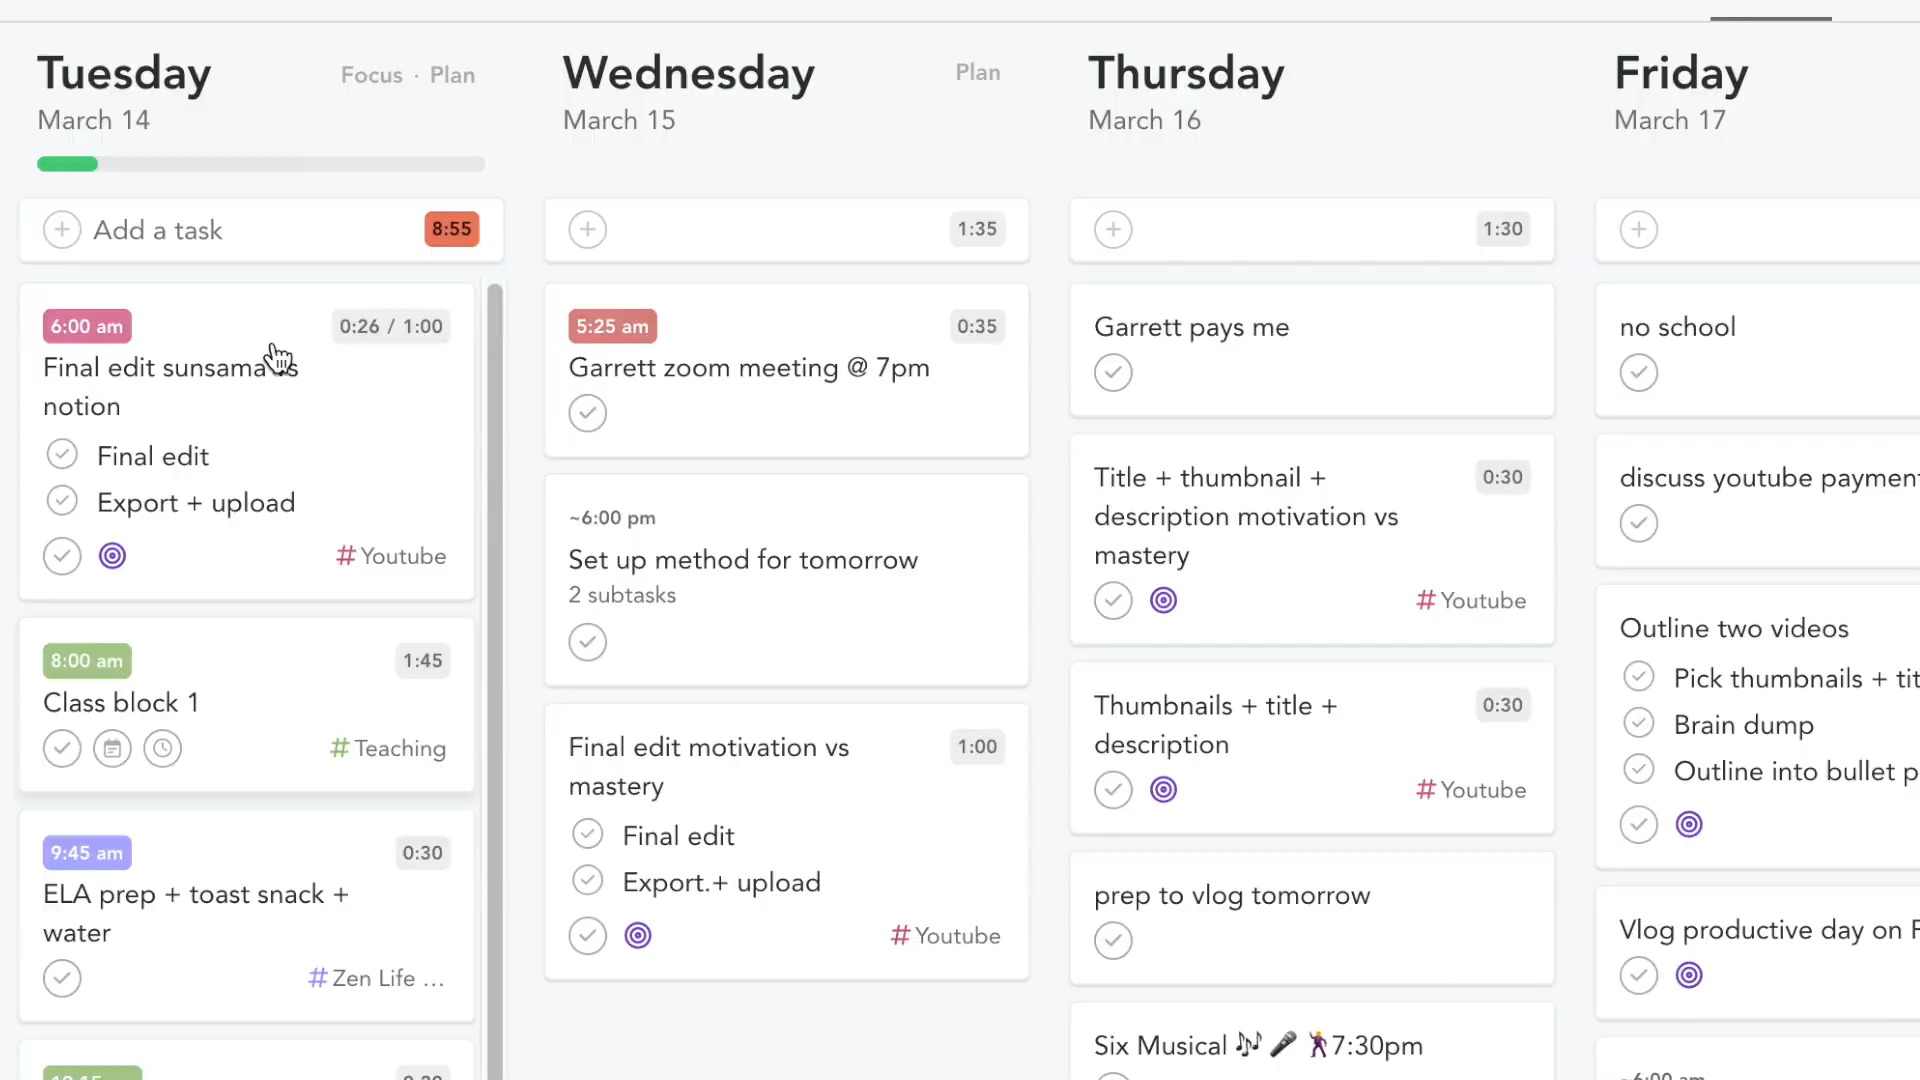 Tuesday
Focus · Plan
March 14
Add a task
8:55
6:00 am
0:26 / 1:00
Final edit sunsama vs
notion
Final edit
Export + upload
# Youtube
8:00 am
1:45
Class block 1
# Teaching
9:45 am
0:30
ELA prep + toast snack +
water
# Zen Life ...
Wednesday
Plan
March 15
1:35
5:25 am
0:35
Garrett zoom meeting @ 7pm
~6:00 pm
Set up method for tomorrow
2 subtasks
Final edit motivation vs
1:00
mastery
Final edit
Export.+ upload
# Youtube
Thursday
March 16
1:30
Garrett pays me
Title + thumbnail +
0:30
description motivation vs
mastery
# Youtube
Thumbnails + title +
0:30
description
# Youtube
prep to vlog tomorrow
Six Musical 🎶 🎤 🕺7:30pm
Friday
March 17
no school
discuss youtube paymen
Outline two videos
Pick thumbnails + tit
Brain dump
Outline into bullet p
Vlog productive day on